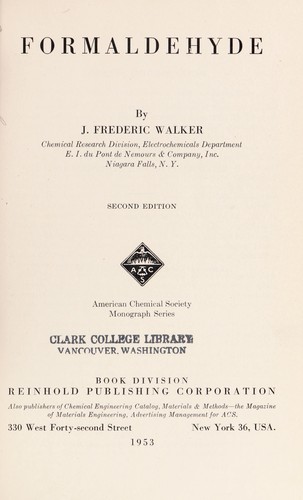 FORMALDEHYDE
By
J. FREDERIC WALKER
Chemical Research Division, Electrochemicals Department
E. I. du Pont de Nemours & Company, Inc.
Niagara Falls, N. Y.
SECOND EDITION
A C
S
American Chemical Society
Monograph Series
CLARK COLLEGE LIBRARY
VANCOUVER, WASHINGTON
BOOK DIVISION
REINHOLD PUBLISHING CORPORATION
Also publishers of Chemical Engineering Catalog, Materials & Methods—the Magazine
of Materials Engineering, Advertising Management for ACS.
330 West Forty-second Street New York 36, USA.
1953